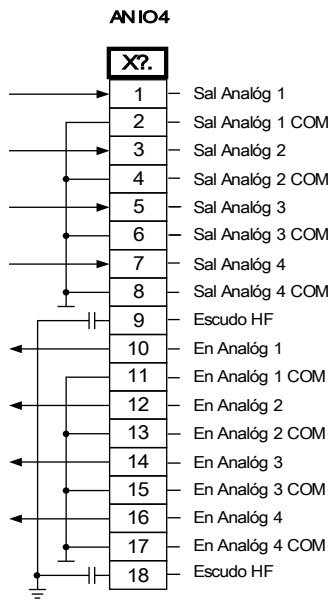 ANIO4
X?.
1 Sal Analóg 1
2 Sal Analóg 1 COM
3 Sal Analóg 2
4 Sal Analóg 2 COM
5 Sal Analóg 3
6 Sal Analóg 3 COM
7 Sal Analóg 4
8 Sal Analóg 4 COM
9 Escudo HF
10 En Analóg 1
11 En Analóg 1 COM
12 En Analóg 2
13 En Analóg 2 COM
14 En Analóg 3
15 En Analóg 3 COM
16 En Analóg 4
17 En Analóg 4 COM
18 Escudo HF